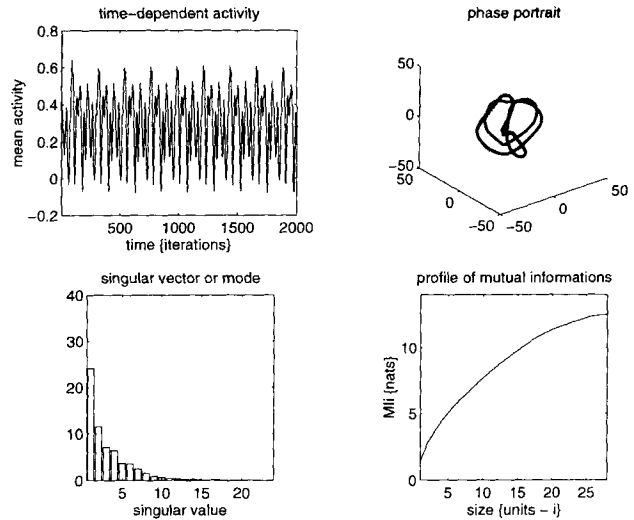 time-dependent activity
0.8
0.6
0.4
0.2
0
-0.2
mean activity
500 1000 1500 2000
time {iterations}
phase portrait
50
0
-50
50
0
-50
-50
0
50
singular vector or mode
40
30
20
10
0
5 10 15 20
singular value
profile of mutual informations
10
5
0
MIi {nats}
5 10 15 20 25
size {units - i}